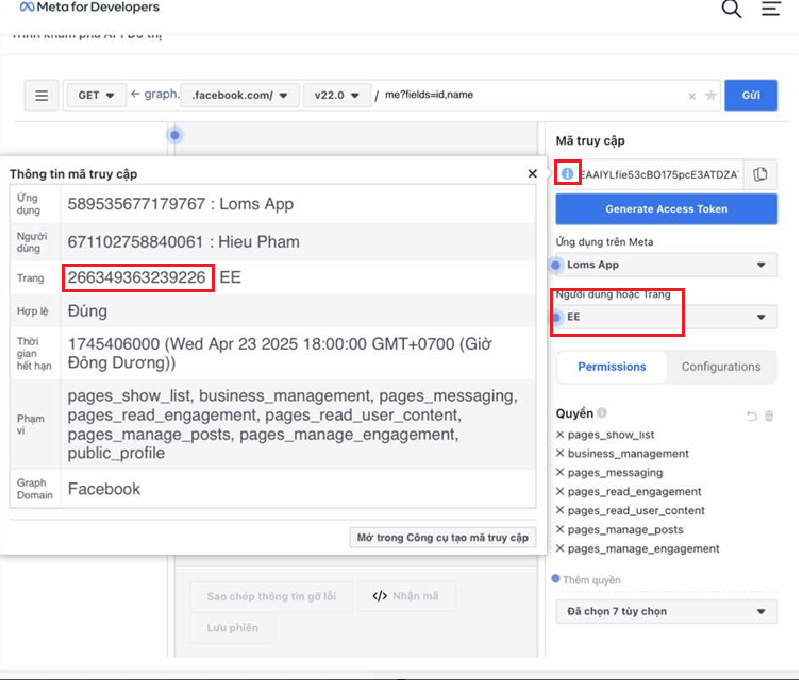 Meta for Developers
GET
graph.
.facebook.com/
v22.0
/ me?fields=id,name
Gửi
Mã truy cập
Thông tin mã truy cập
Ứng dụng
589535677179767 : Loms App
Người dùng
671102758840061 : Hieu Pham
Trang
266349363239226 EE
Hợp lệ
Đúng
Thời gian hết hạn
1745406000 (Wed Apr 23 2025 18:00:00 GMT+0700 (Giờ
Đông Dương))
Phạm vi
pages_show_list, business_management, pages_messaging,
pages_read_engagement, pages_read_user_content,
pages_manage_posts, pages_manage_engagement,
public_profile
Graph Domain
Facebook
Mở trong Công cụ tạo mã truy cập
Sao chép thông tin gỡ lỗi
</> Nhận mã
Lưu phiên
Generate Access Token
Ứng dụng trên Meta
Loms App
Người dùng hoặc Trang
EE
Permissions
Configurations
Quyền
pages_show_list
business_management
pages_messaging
pages_read_engagement
pages_read_user_content
pages_manage_posts
pages_manage_engagement
Thêm quyền
Đã chọn 7 tùy chọn